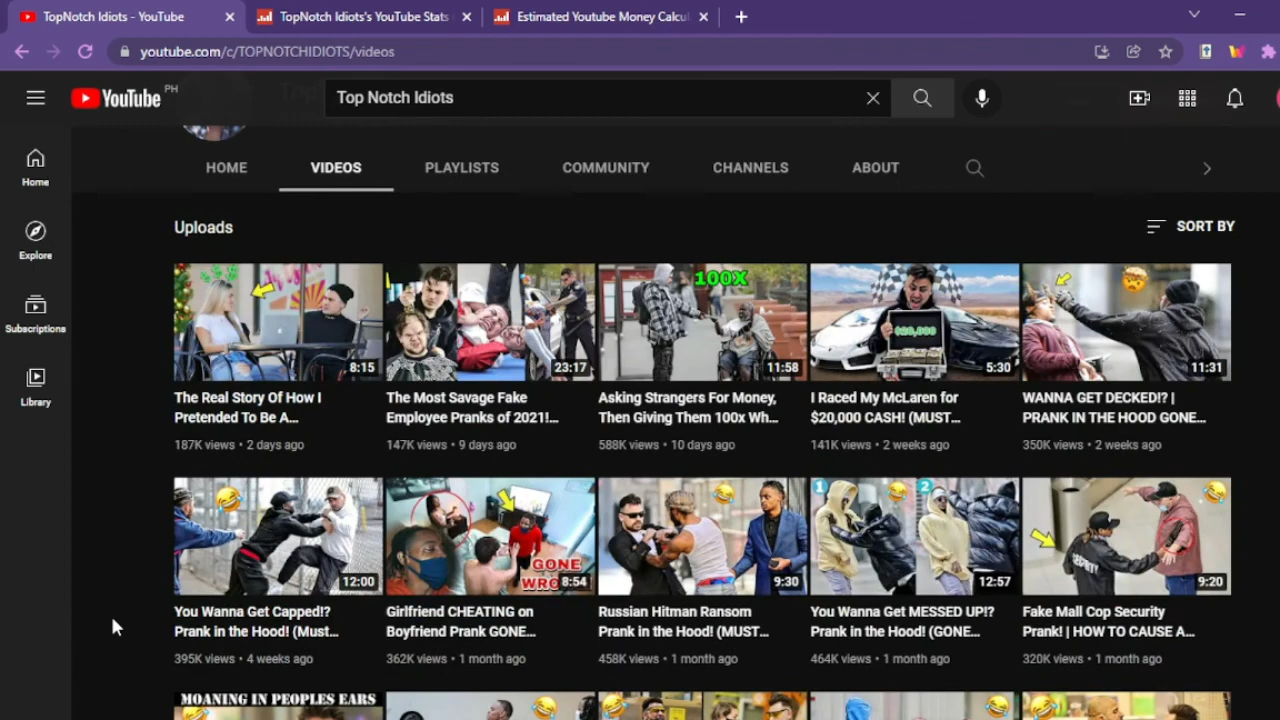 TopNotch Idiots - YouTube
TopNotch Idiots's YouTube Stats
Estimated Youtube Money Calcu
youtube.com/c/TOPNOTCHIDIOTS/videos
YouTube PH
Top Notch Idiots
HOME VIDEOS PLAYLISTS COMMUNITY CHANNELS ABOUT
Home
Explore
Subscriptions
Library
Uploads
SORT BY
8:15
23:17
100X
11:58
$20,000
5:30
11:31
The Real Story Of How I
Pretended To Be A...
187K views • 2 days ago
The Most Savage Fake
Employee Pranks of 2021!...
147K views • 9 days ago
Asking Strangers For Money,
Then Giving Them 100x Wh...
588K views • 10 days ago
I Raced My McLaren for
$20,000 CASH! (MUST...
141K views • 2 weeks ago
WANNA GET DECKED!? |
PRANK IN THE HOOD GONE...
350K views • 2 weeks ago
12:00
GONE
WRO
8:54
9:30
1 2
12:57
SECURITY
9:20
You Wanna Get Capped!?
Prank in the Hood! (Must...
395K views • 4 weeks ago
Girlfriend CHEATING on
Boyfriend Prank GONE...
362K views • 1 month ago
Russian Hitman Ransom
Prank in the Hood! (MUST...
458K views • 1 month ago
You Wanna Get MESSED UP!?
Prank in the Hood! (GONE...
464K views • 1 month ago
Fake Mall Cop Security
Prank! | HOW TO CAUSE A...
320K views • 1 month ago
MOANING IN PEOPLES EARS